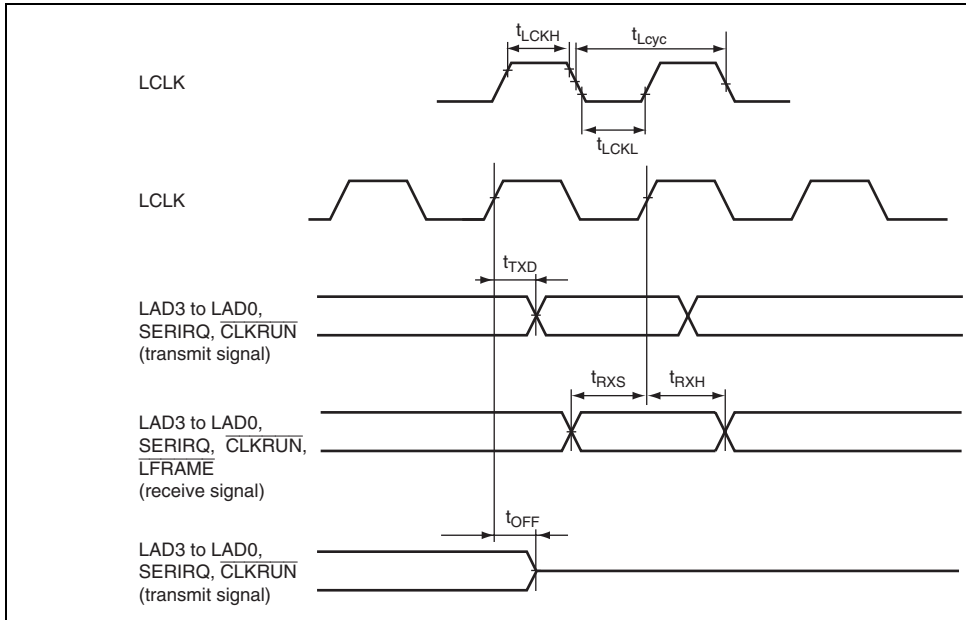 tLCKH
tLcyc
LCLK
tLCKL
LCLK
tTXD
LAD3 to LAD0,
SERIRQ, CLKRUN
(transmit signal)
tRXS
tRXH
LAD3 to LAD0,
SERIRQ, CLKRUN,
LFRAME
(receive signal)
tOFF
LAD3 to LAD0,
SERIRQ, CLKRUN
(transmit signal)